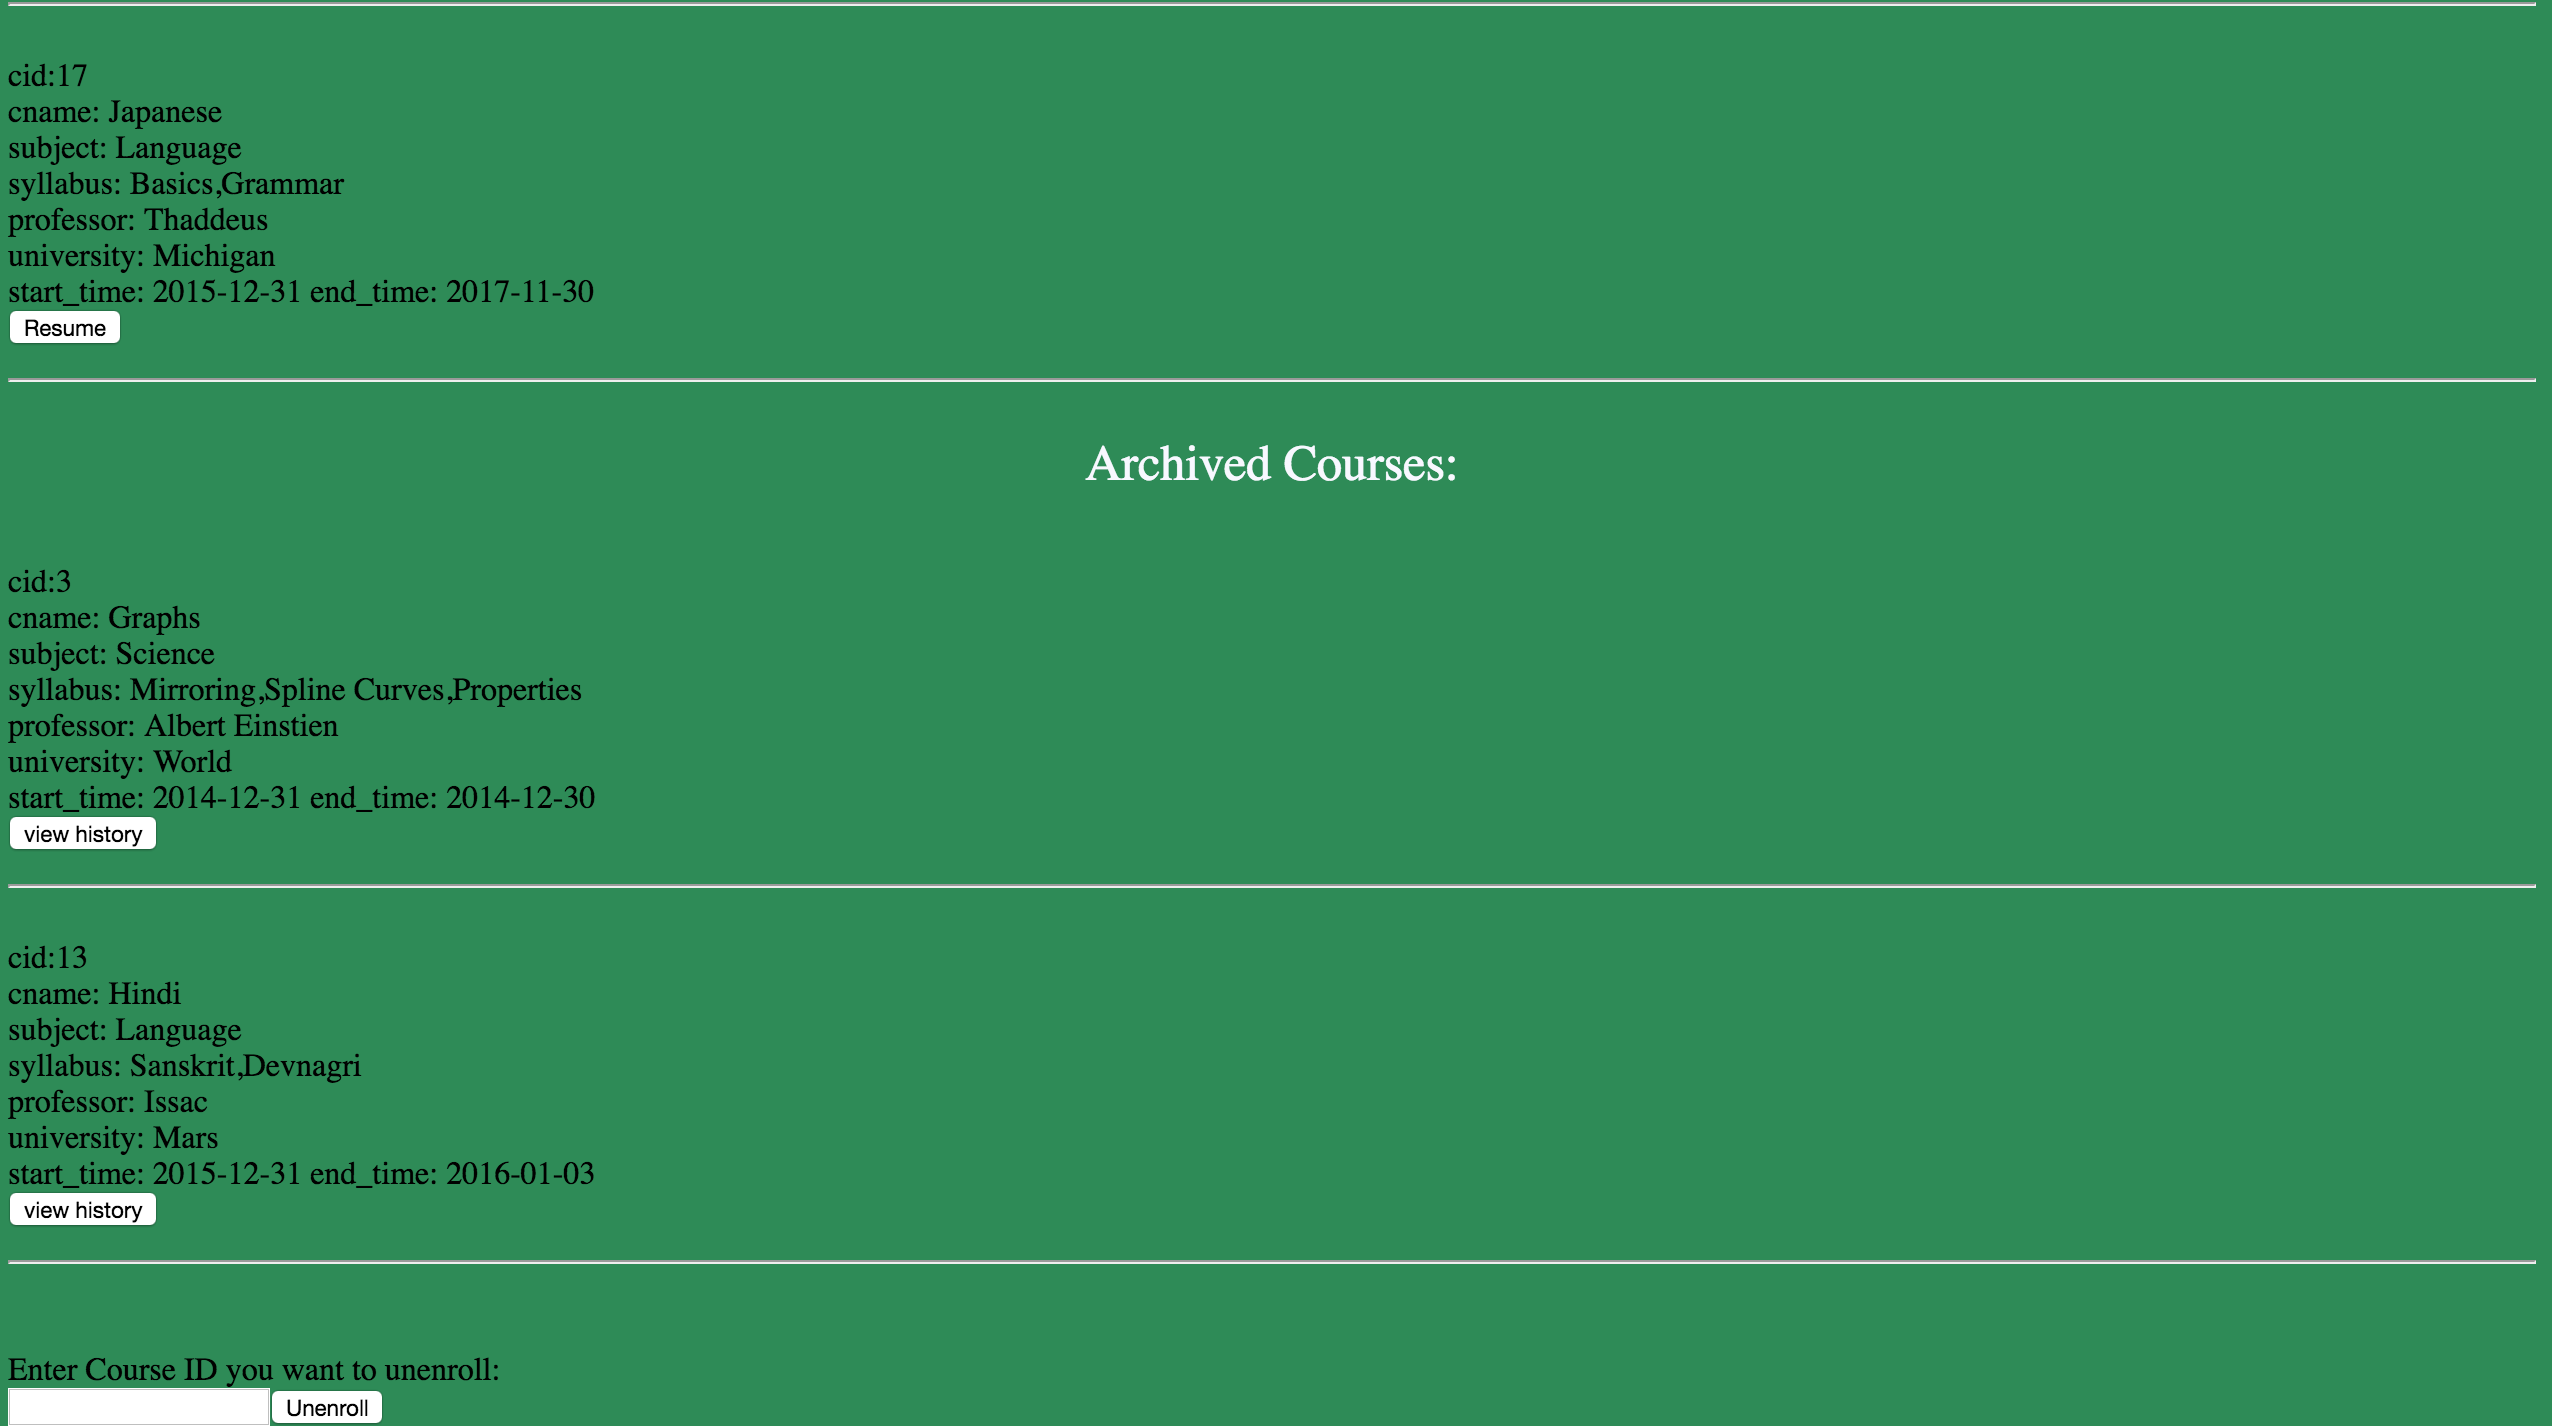 cid:17
cname: Japanese
subject: Language
syllabus: Basics,Grammar
professor: Thaddeus
university: Michigan
start_time: 2015-12-31 end_time: 2017-11-30
Resume
Archived Courses:
cid:3
cname: Graphs
subject: Science
syllabus: Mirroring,Spline Curves,Properties
professor: Albert Einstien
university: World
start_time: 2014-12-31 end_time: 2014-12-30
view history
cid:13
cname: Hindi
subject: Language
syllabus: Sanskrit,Devnagri
professor: Issac
university: Mars
start_time: 2015-12-31 end_time: 2016-01-03
view history
Enter Course ID you want to unenroll:
Unenroll